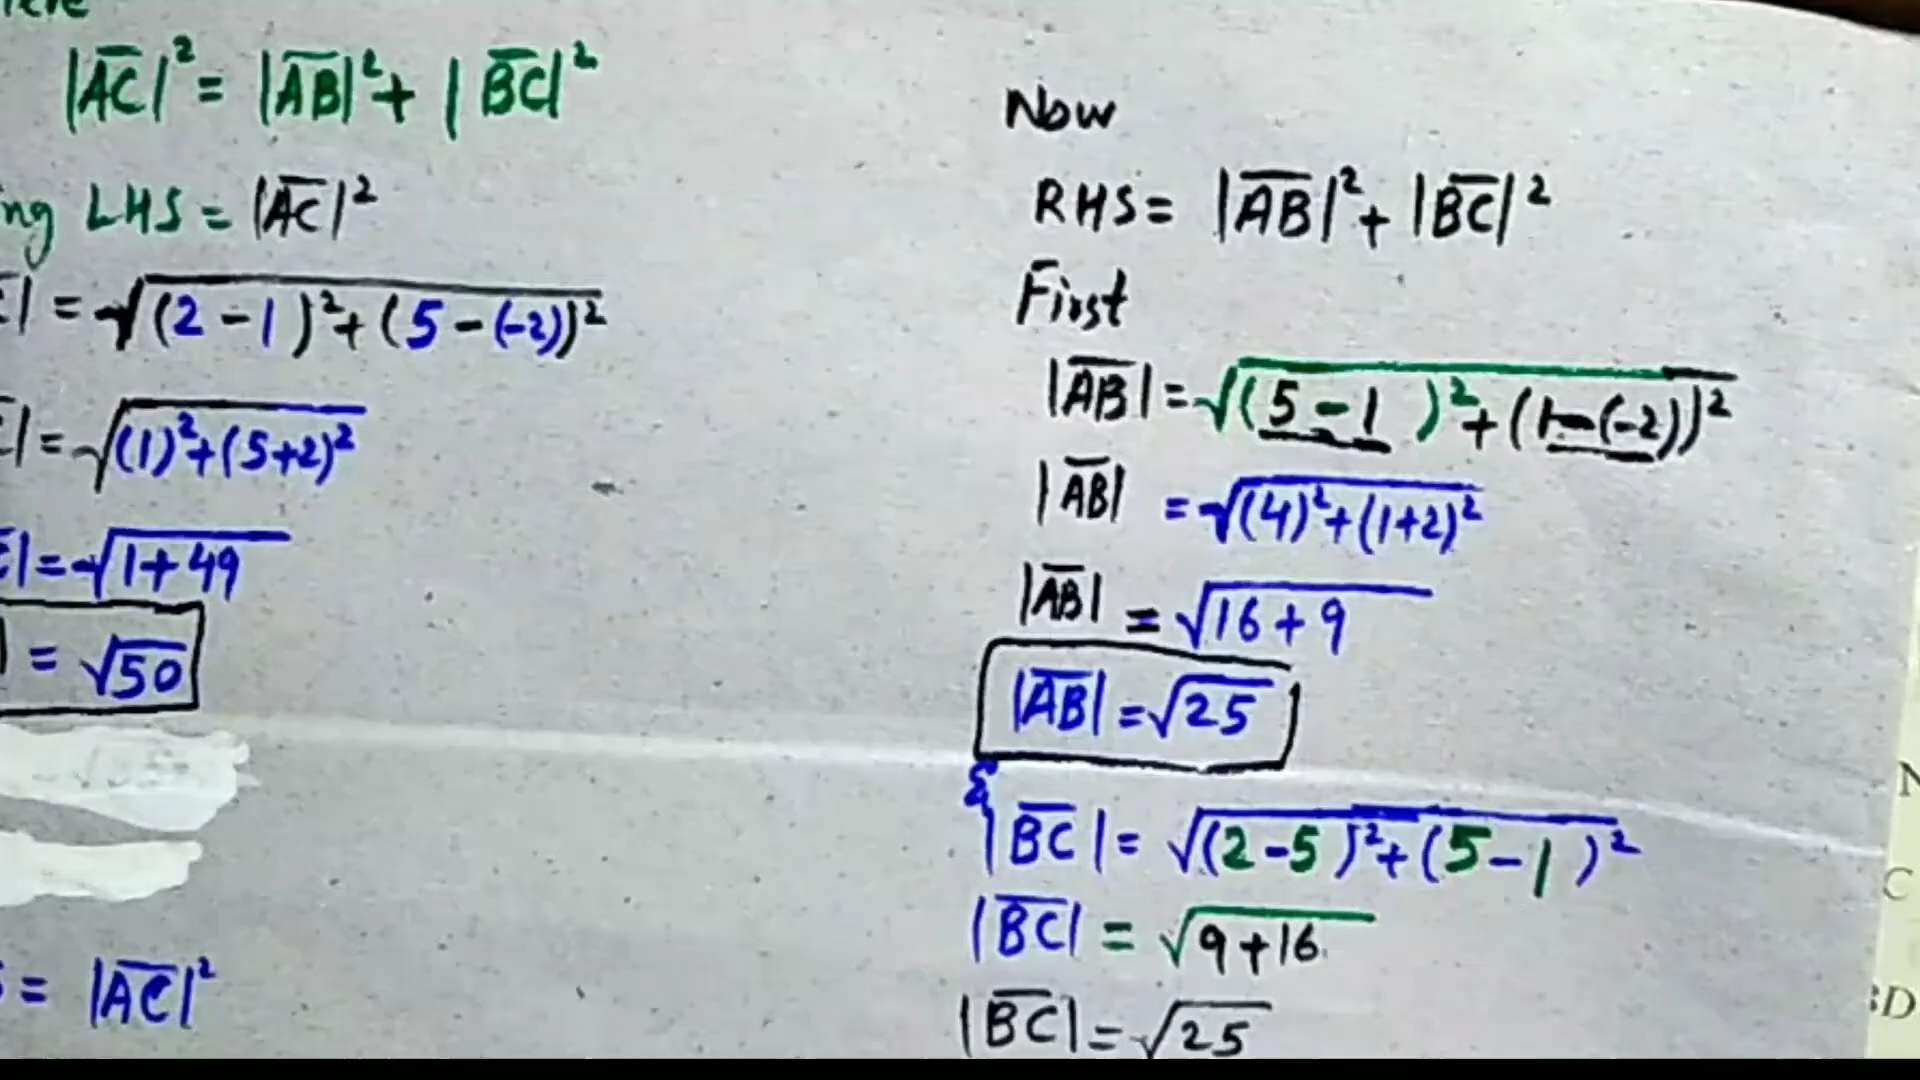 |AC|² = |AB|² + |BC|²
ng LHS = |AC|²
| = √(2-1)²+(5-(-2))²
| = √(1)²+(5+2)²
| = √1+49
| = √50
= |AC|²
Now
RHS = |AB|² + |BC|²
First
|AB| = √(5-1)²+(1-(-2))²
|AB| = √(4)²+(1+2)²
|AB| = √16+9
|AB| = √25
&
|BC| = √(2-5)²+(5-1)²
|BC| = √9+16
|BC| = √25
N
C
D